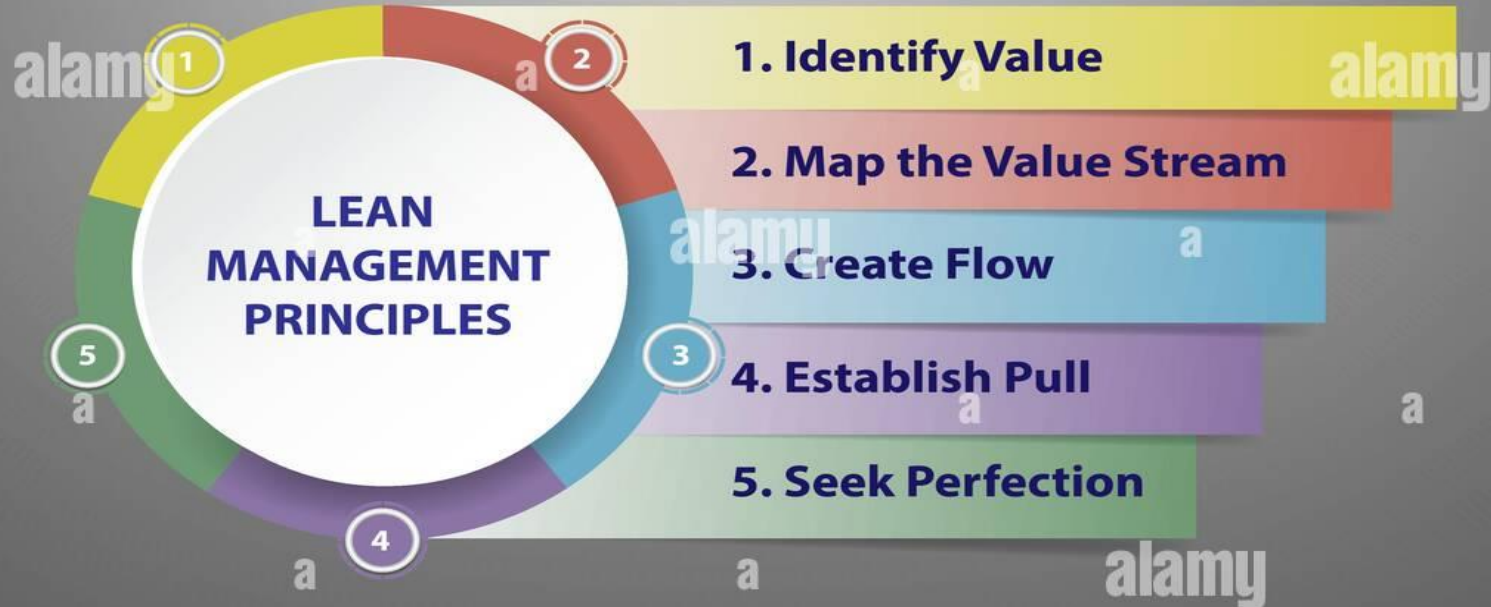 LEAN
MANAGEMENT
PRINCIPLES
1
2
3
4
5
1. Identify Value
2. Map the Value Stream
3. Create Flow
4. Establish Pull
5. Seek Perfection
alamy
a
a
alamy
a
alamy
a
a
a
a
a
a
alamy